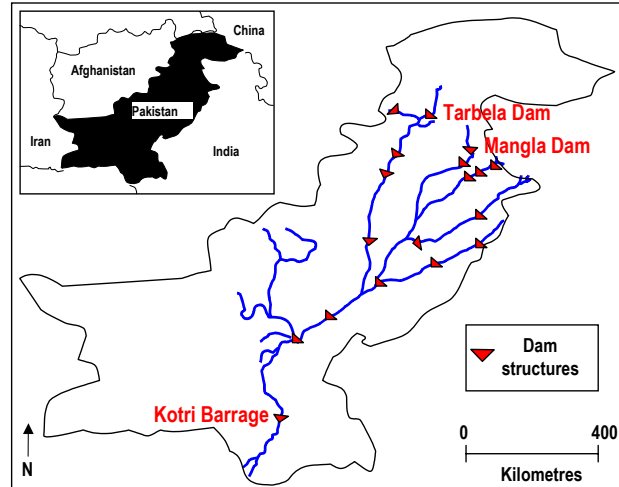 China
Afghanistan
Pakistan
Iran
India
Tarbela Dam
Mangla Dam
Dam
structures
Kotri Barrage
0
400
Kilometres
N